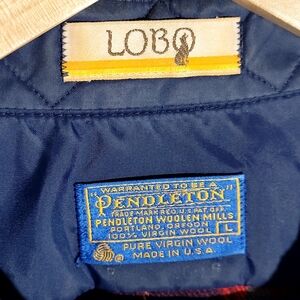 LOBO
WARRANTED TO BE A
"PENDLETON"
TRADE MARK REG. U.S. PAT. OFF.
PENDLETON WOOLEN MILLS
PORTLAND, OREGON
100% VIRGIN WOOL
L
PURE VIRGIN WOOL
MADE IN U.S.A.